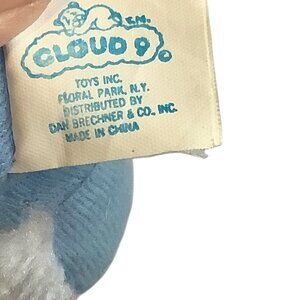 T.M.
CLOUD 9 ©
TOYS INC.
FLORAL PARK, N.Y.
DISTRIBUTED BY
DAN BRECHNER & CO. INC.
MADE IN CHINA